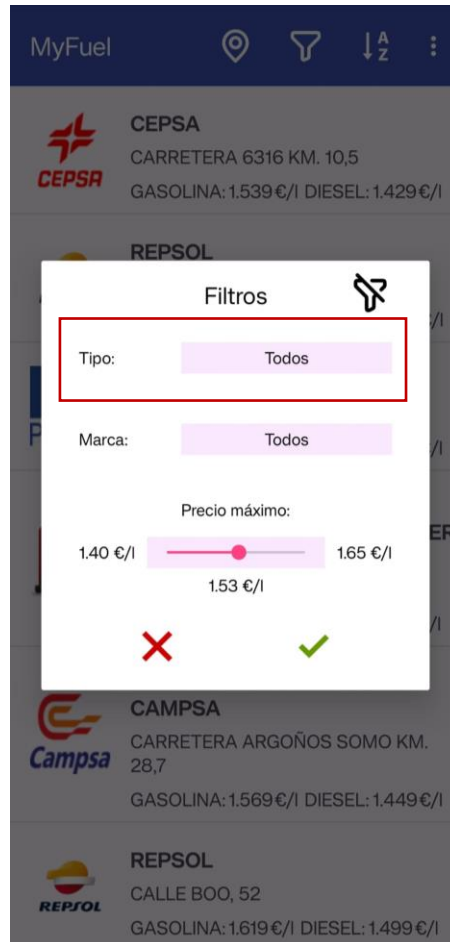 MyFuel
A
Z
CEPSA
CEPSA
CARRETERA 6316 KM. 10,5
GASOLINA: 1.539 €/l DIESEL: 1.429 €/l
REPSOL
/l
Filtros
Tipo: Todos
P
Marca: Todos
/l
Precio máximo:
ER
1.40 €/l 1.65 €/l
1.53 €/l
/l
Campsa
CAMPSA
CARRETERA ARGOÑOS SOMO KM.
28,7
GASOLINA: 1.569 €/l DIESEL: 1.449 €/l
REPSOL
REPSOL
CALLE BOO, 52
GASOLINA: 1.619 €/l DIESEL: 1.499 €/l